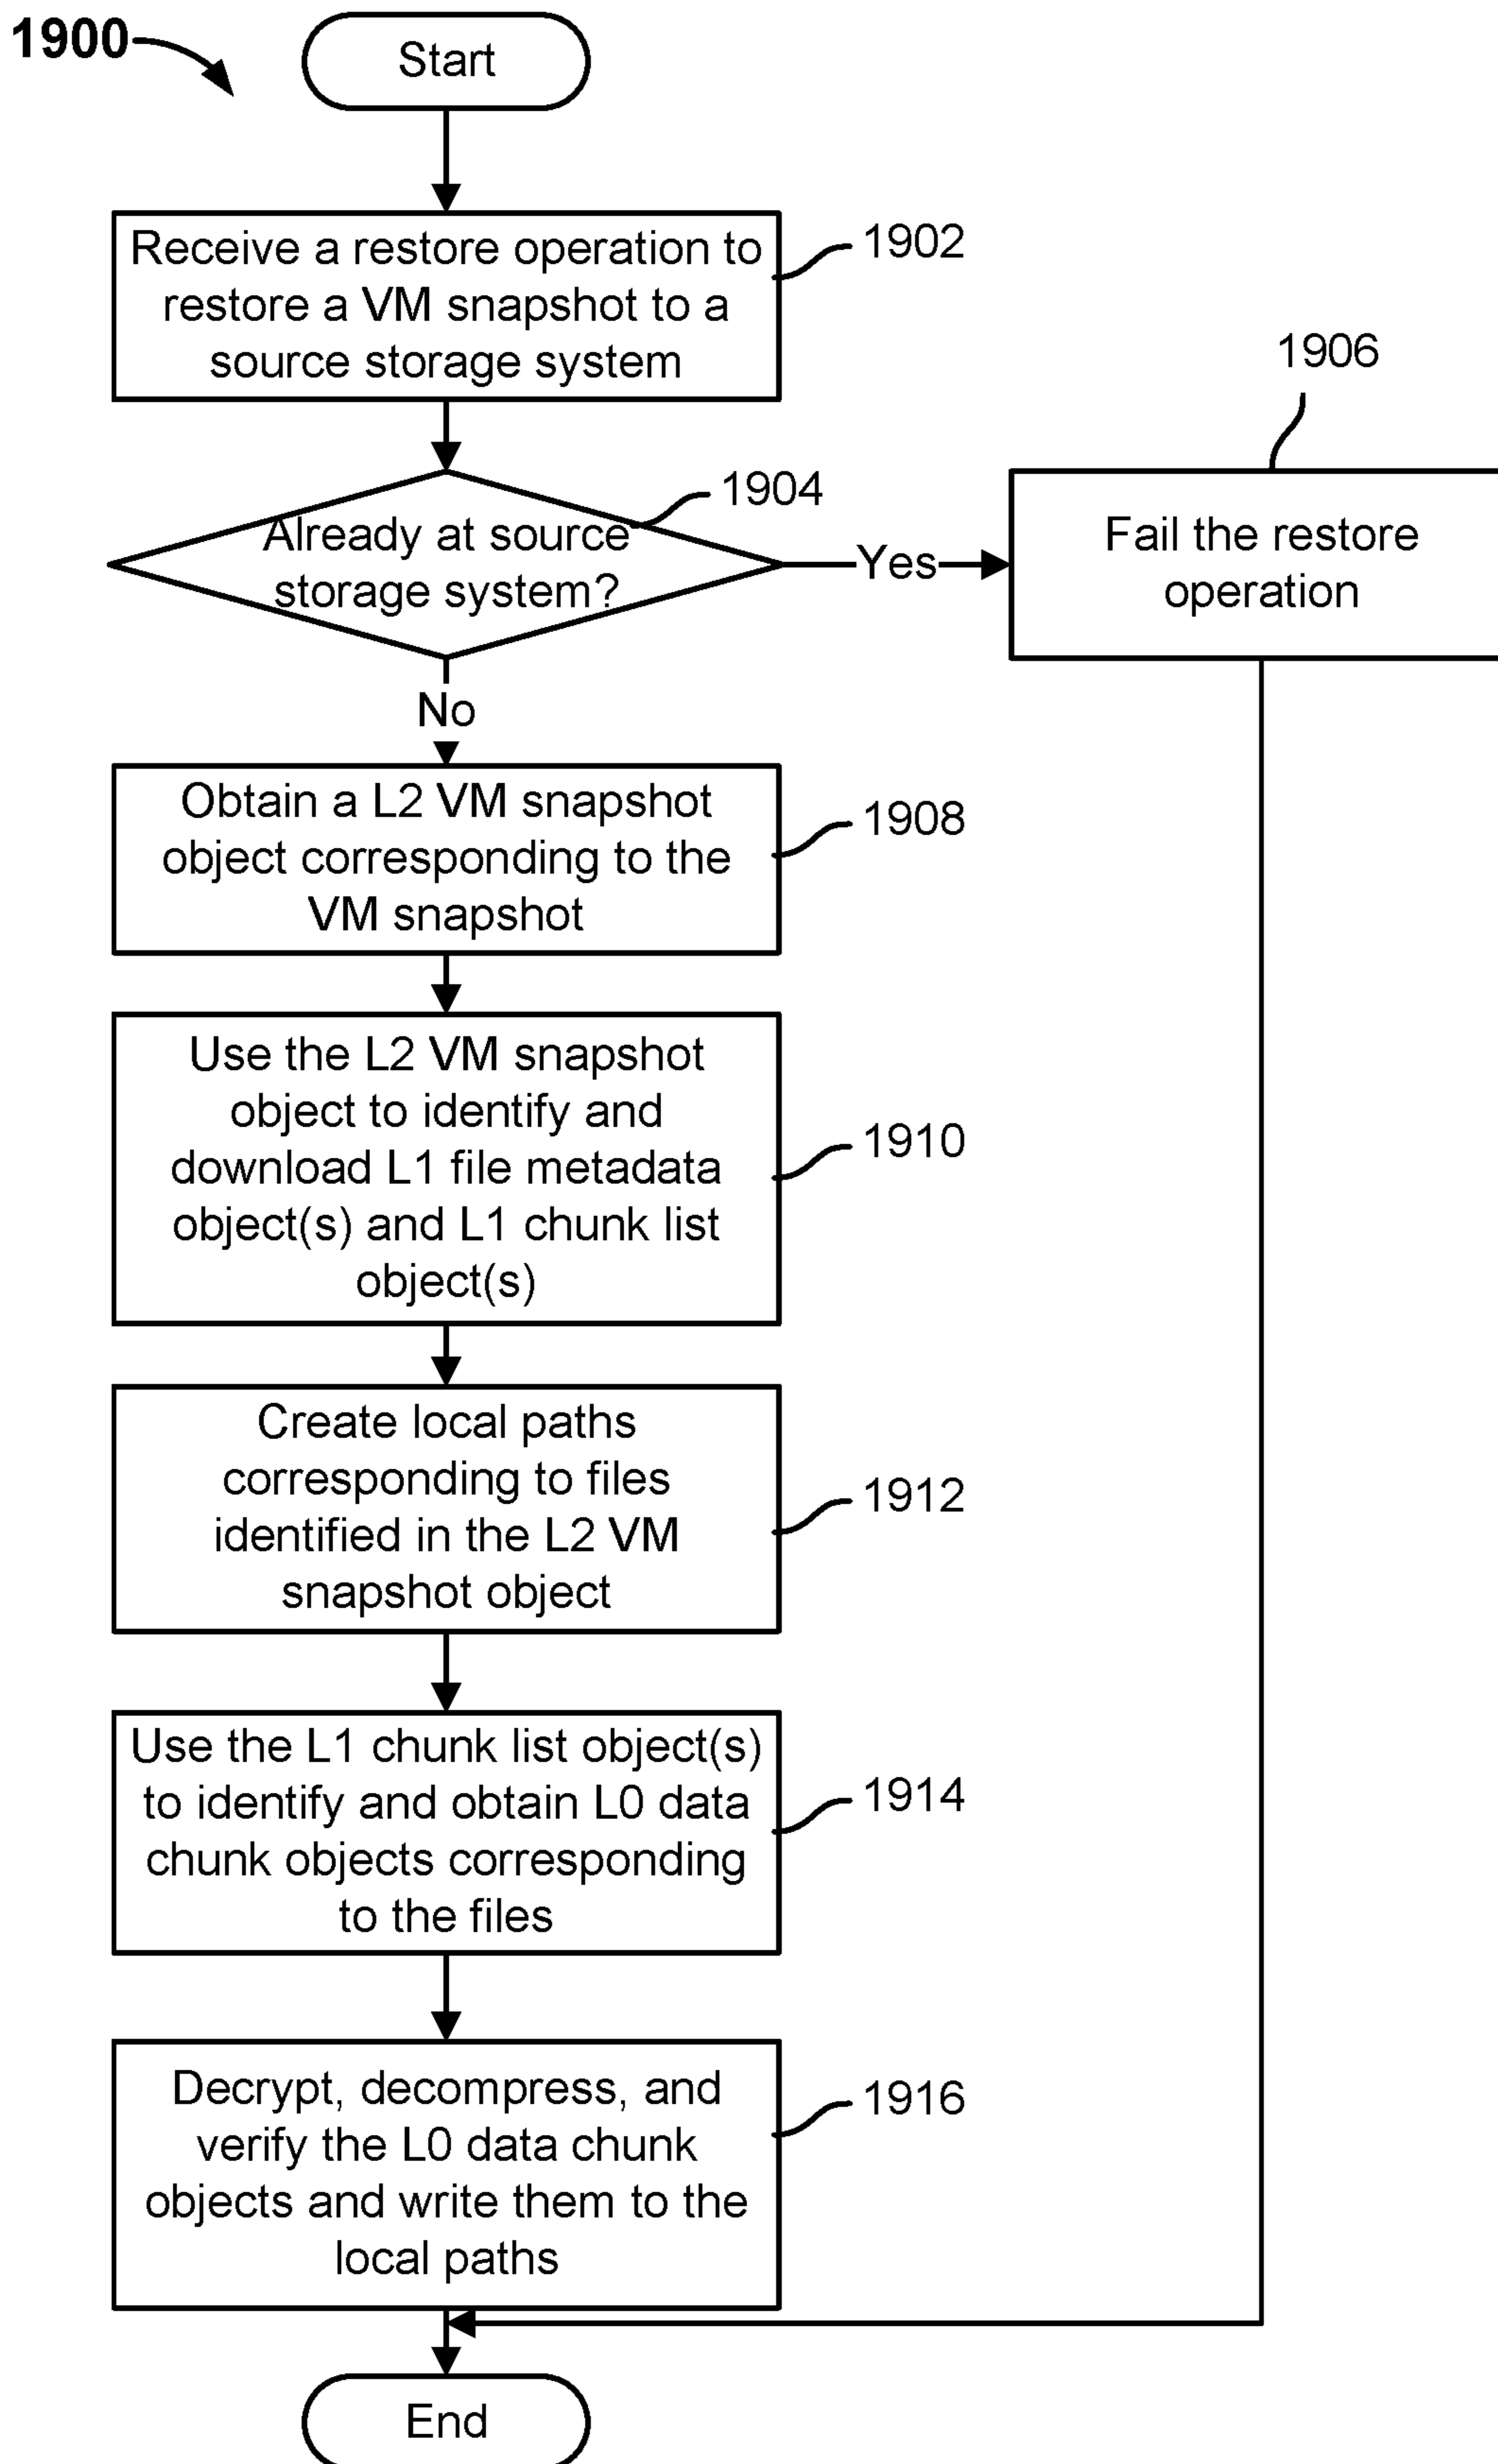 1900
Start
Receive a restore operation to
restore a VM snapshot to a
source storage system
1902
1906
1904
Already at source
storage system?
Yes
Fail the restore
operation
No
Obtain a L2 VM snapshot
object corresponding to the
VM snapshot
1908
Use the L2 VM snapshot
object to identify and
download L1 file metadata
object(s) and L1 chunk list
object(s)
1910
Create local paths
corresponding to files
identified in the L2 VM
snapshot object
1912
Use the L1 chunk list object(s)
to identify and obtain L0 data
chunk objects corresponding
to the files
1914
Decrypt, decompress, and
verify the L0 data chunk
objects and write them to the
local paths
1916
End